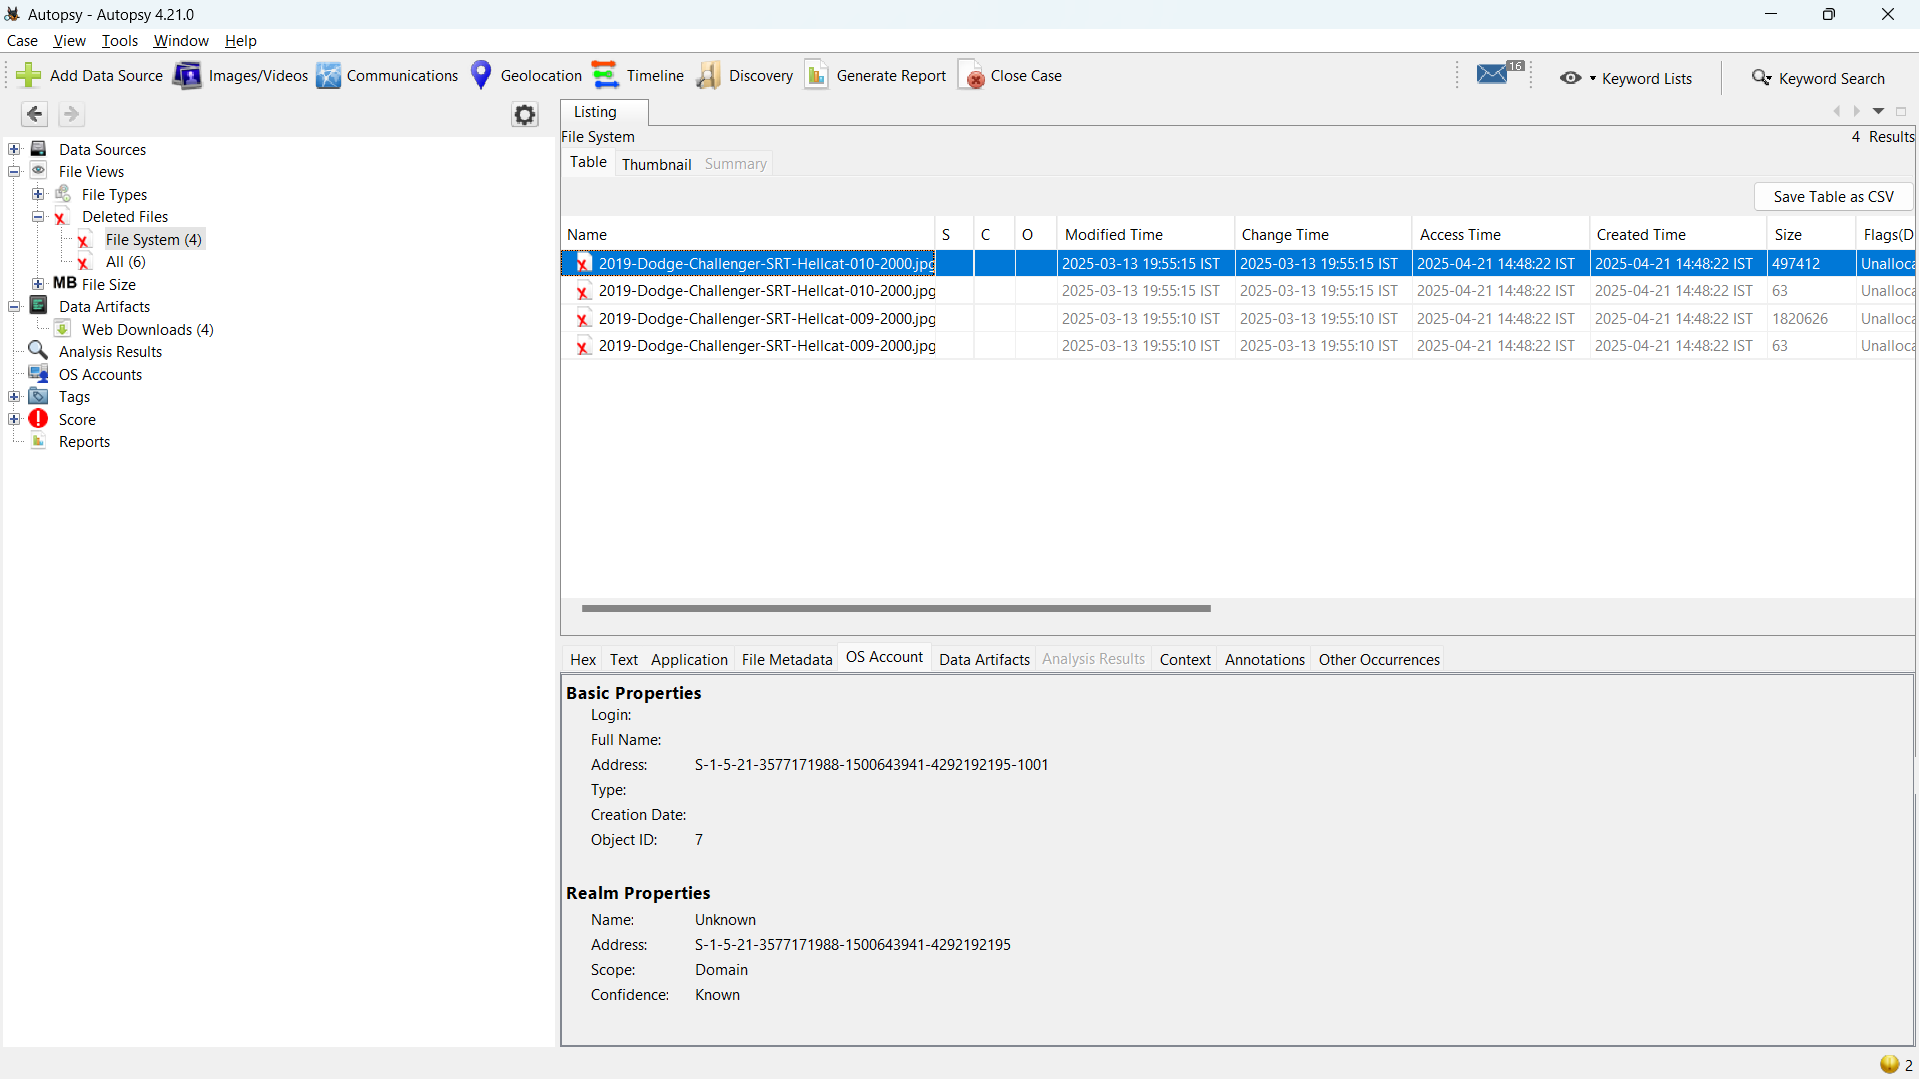 Autopsy - Autopsy 4.21.0
Case View Tools Window Help
Add Data Source Images/Videos Communications Geolocation Timeline Discovery Generate Report Close Case 16 Keyword Lists Keyword Search
Data Sources
File Views
File Types
Deleted Files
File System (4)
All (6)
MB File Size
Data Artifacts
Web Downloads (4)
Analysis Results
OS Accounts
Tags
Score
Reports
Listing
File System 4 Results
Table Thumbnail Summary
Save Table as CSV
Name S C O Modified Time Change Time Access Time Created Time Size Flags(D
2019-Dodge-Challenger-SRT-Hellcat-010-2000.jpg 2025-03-13 19:55:15 IST 2025-03-13 19:55:15 IST 2025-04-21 14:48:22 IST 2025-04-21 14:48:22 IST 497412 Unalloca
2019-Dodge-Challenger-SRT-Hellcat-010-2000.jpg 2025-03-13 19:55:15 IST 2025-03-13 19:55:15 IST 2025-04-21 14:48:22 IST 2025-04-21 14:48:22 IST 63 Unalloca
2019-Dodge-Challenger-SRT-Hellcat-009-2000.jpg 2025-03-13 19:55:10 IST 2025-03-13 19:55:10 IST 2025-04-21 14:48:22 IST 2025-04-21 14:48:22 IST 1820626 Unalloca
2019-Dodge-Challenger-SRT-Hellcat-009-2000.jpg 2025-03-13 19:55:10 IST 2025-03-13 19:55:10 IST 2025-04-21 14:48:22 IST 2025-04-21 14:48:22 IST 63 Unalloca
Hex Text Application File Metadata OS Account Data Artifacts Analysis Results Context Annotations Other Occurrences
Basic Properties
Login:
Full Name:
Address: S-1-5-21-3577171988-1500643941-4292192195-1001
Type:
Creation Date:
Object ID: 7
Realm Properties
Name: Unknown
Address: S-1-5-21-3577171988-1500643941-4292192195
Scope: Domain
Confidence: Known
2